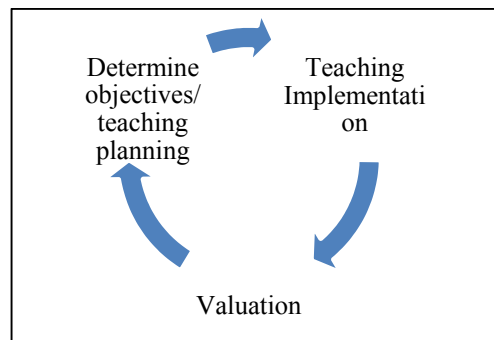 Determine
objectives/
teaching
planning
Teaching
Implementati
on
Valuation